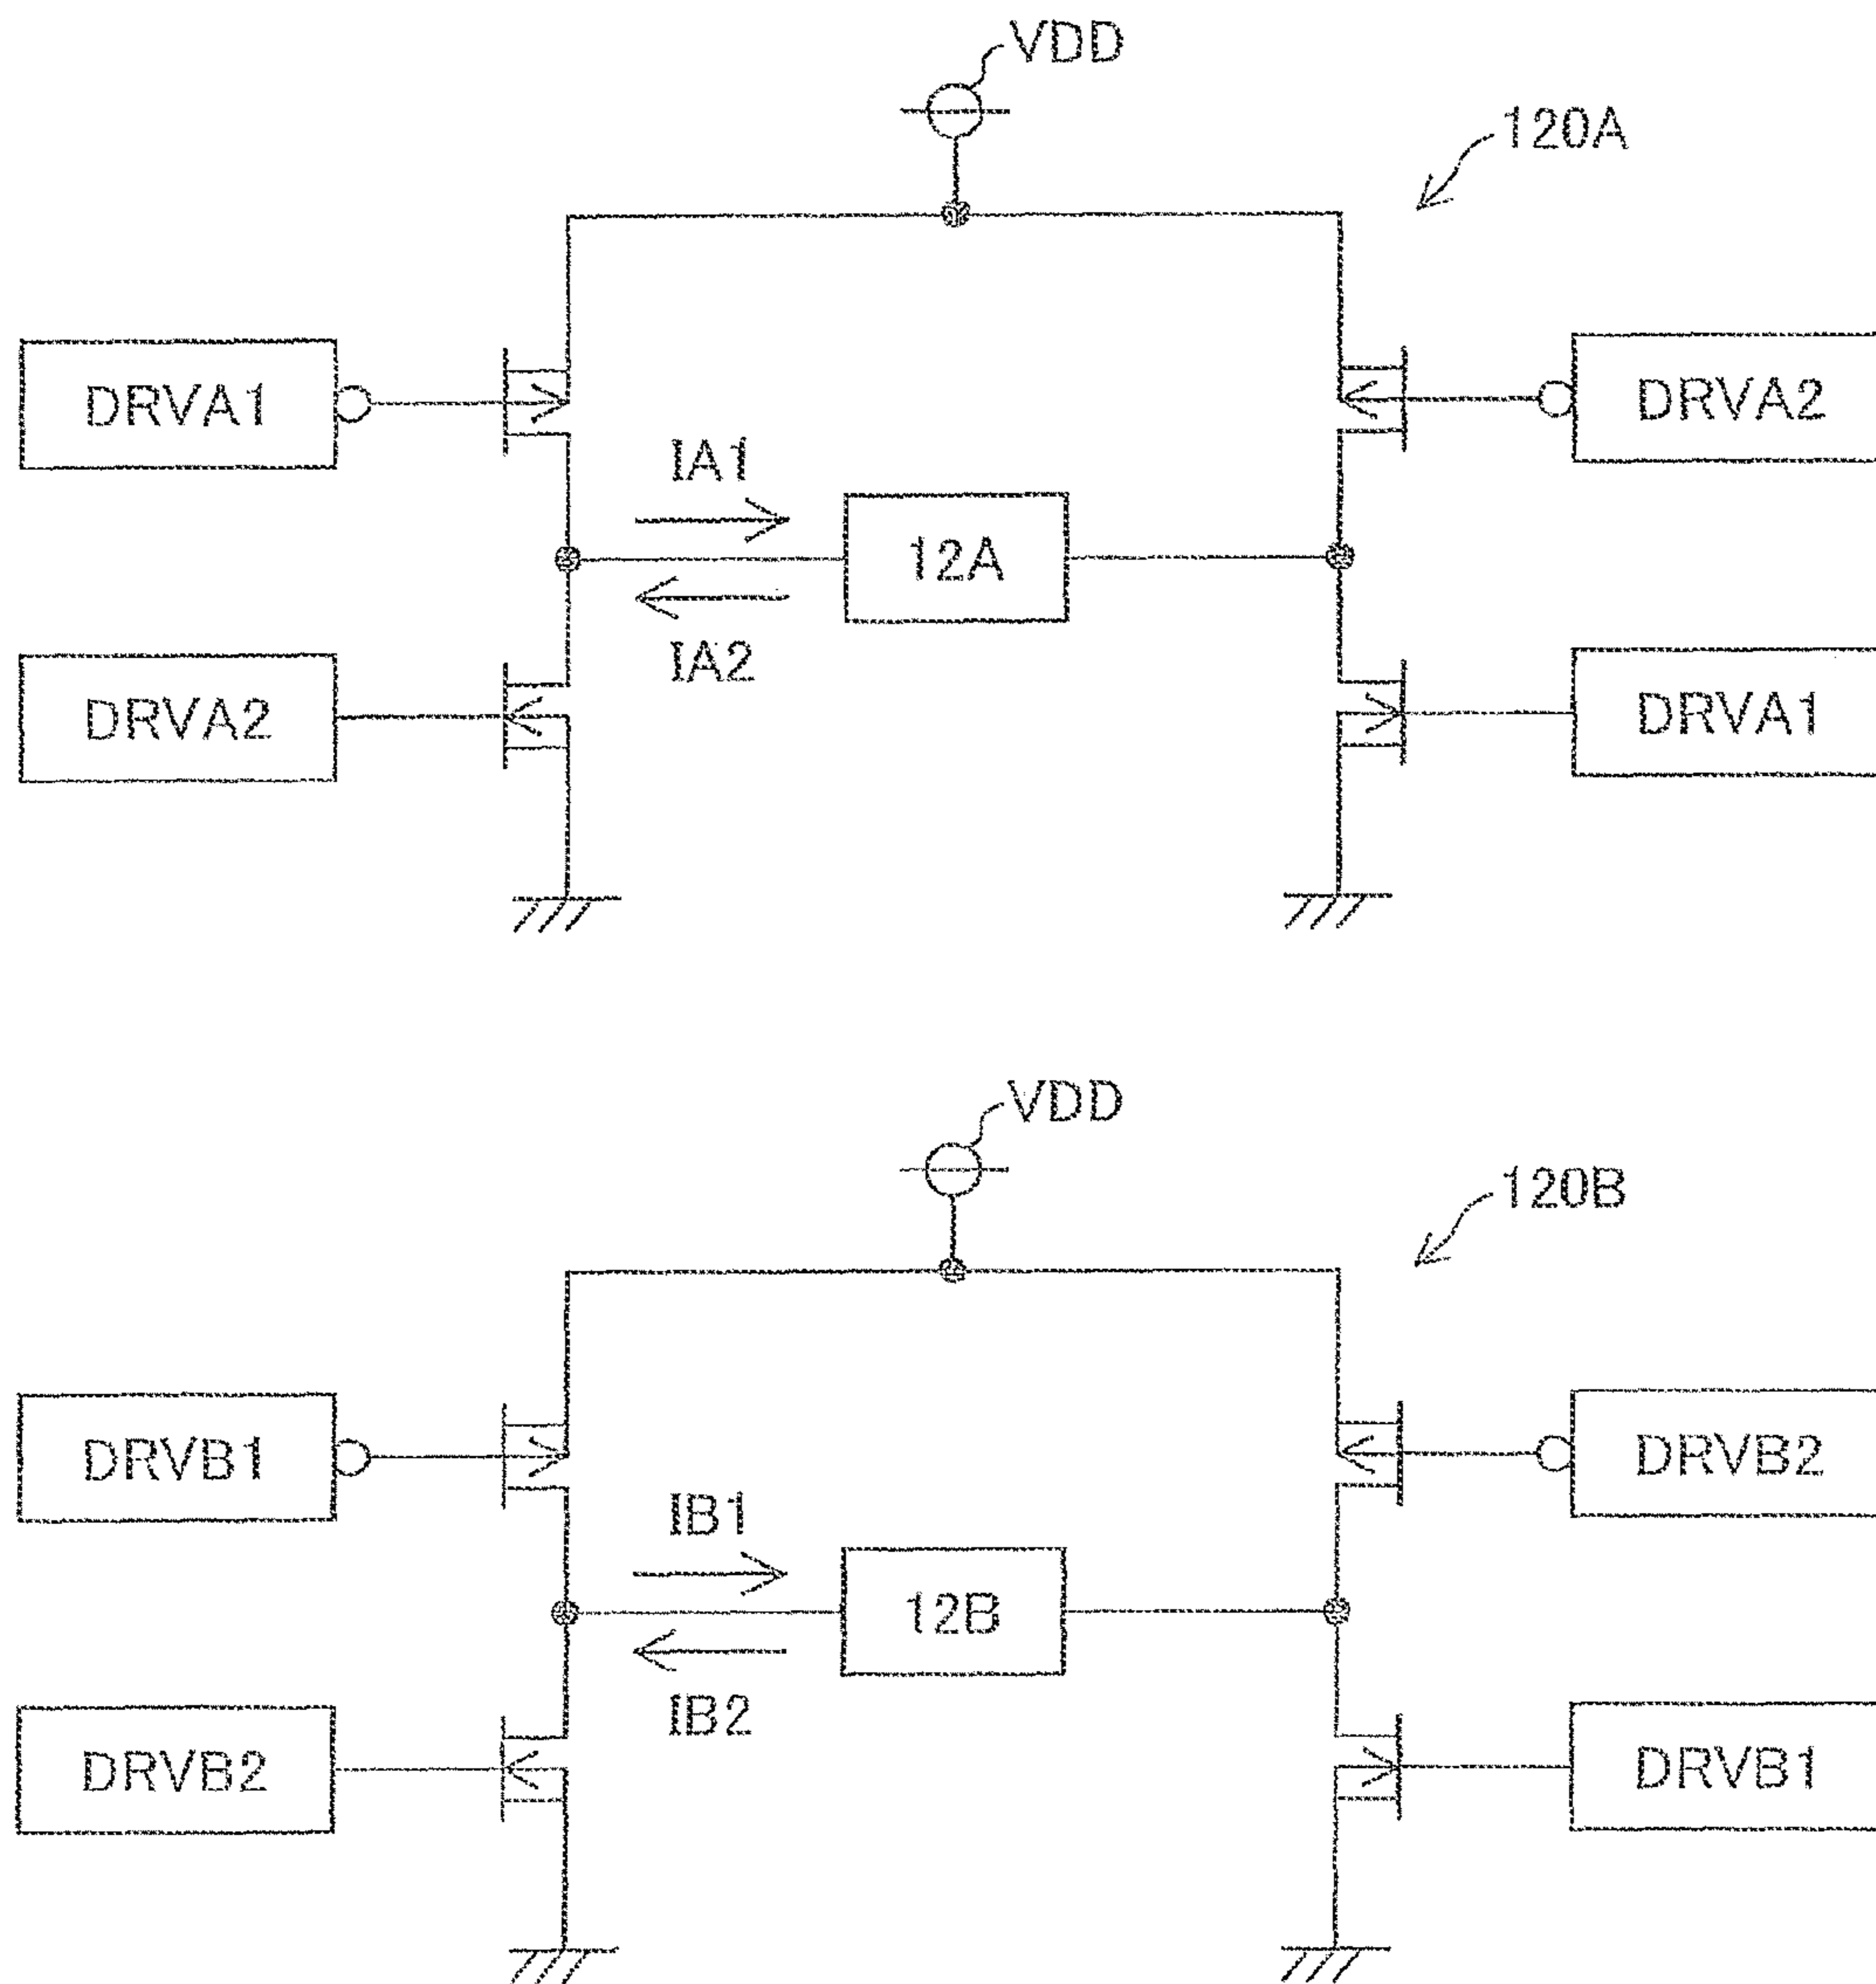 VDD
120A
DRVA1
DRVA2
IA1
12A
IA2
DRVA2
DRVA1
VDD
120B
DRVB1
DRVB2
IB1
12B
IB2
DRVB2
DRVB1